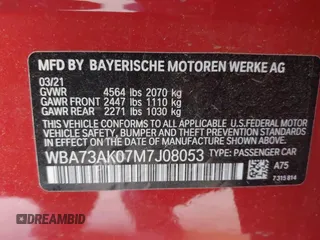 MFD BY BAYERISCHE MOTOREN WERKE AG
03/21
GVWR 4564 lbs 2070 kg
GAWR FRONT 2447 lbs 1110 kg
GAWR REAR 2271 lbs 1030 kg
THIS VEHICLE CONFORMS TO ALL APPLICABLE U.S.FEDERAL MOTOR
VEHICLE SAFETY, BUMPER, AND THEFT PREVENTION STANDARDS
IN EFFECT ON THE DATE OF MANUFACTURE SHOWN ABOVE.
WBA73AK07M7J08053 TYPE: PASSENGER CAR
A75
7 315 814
DREAMBID